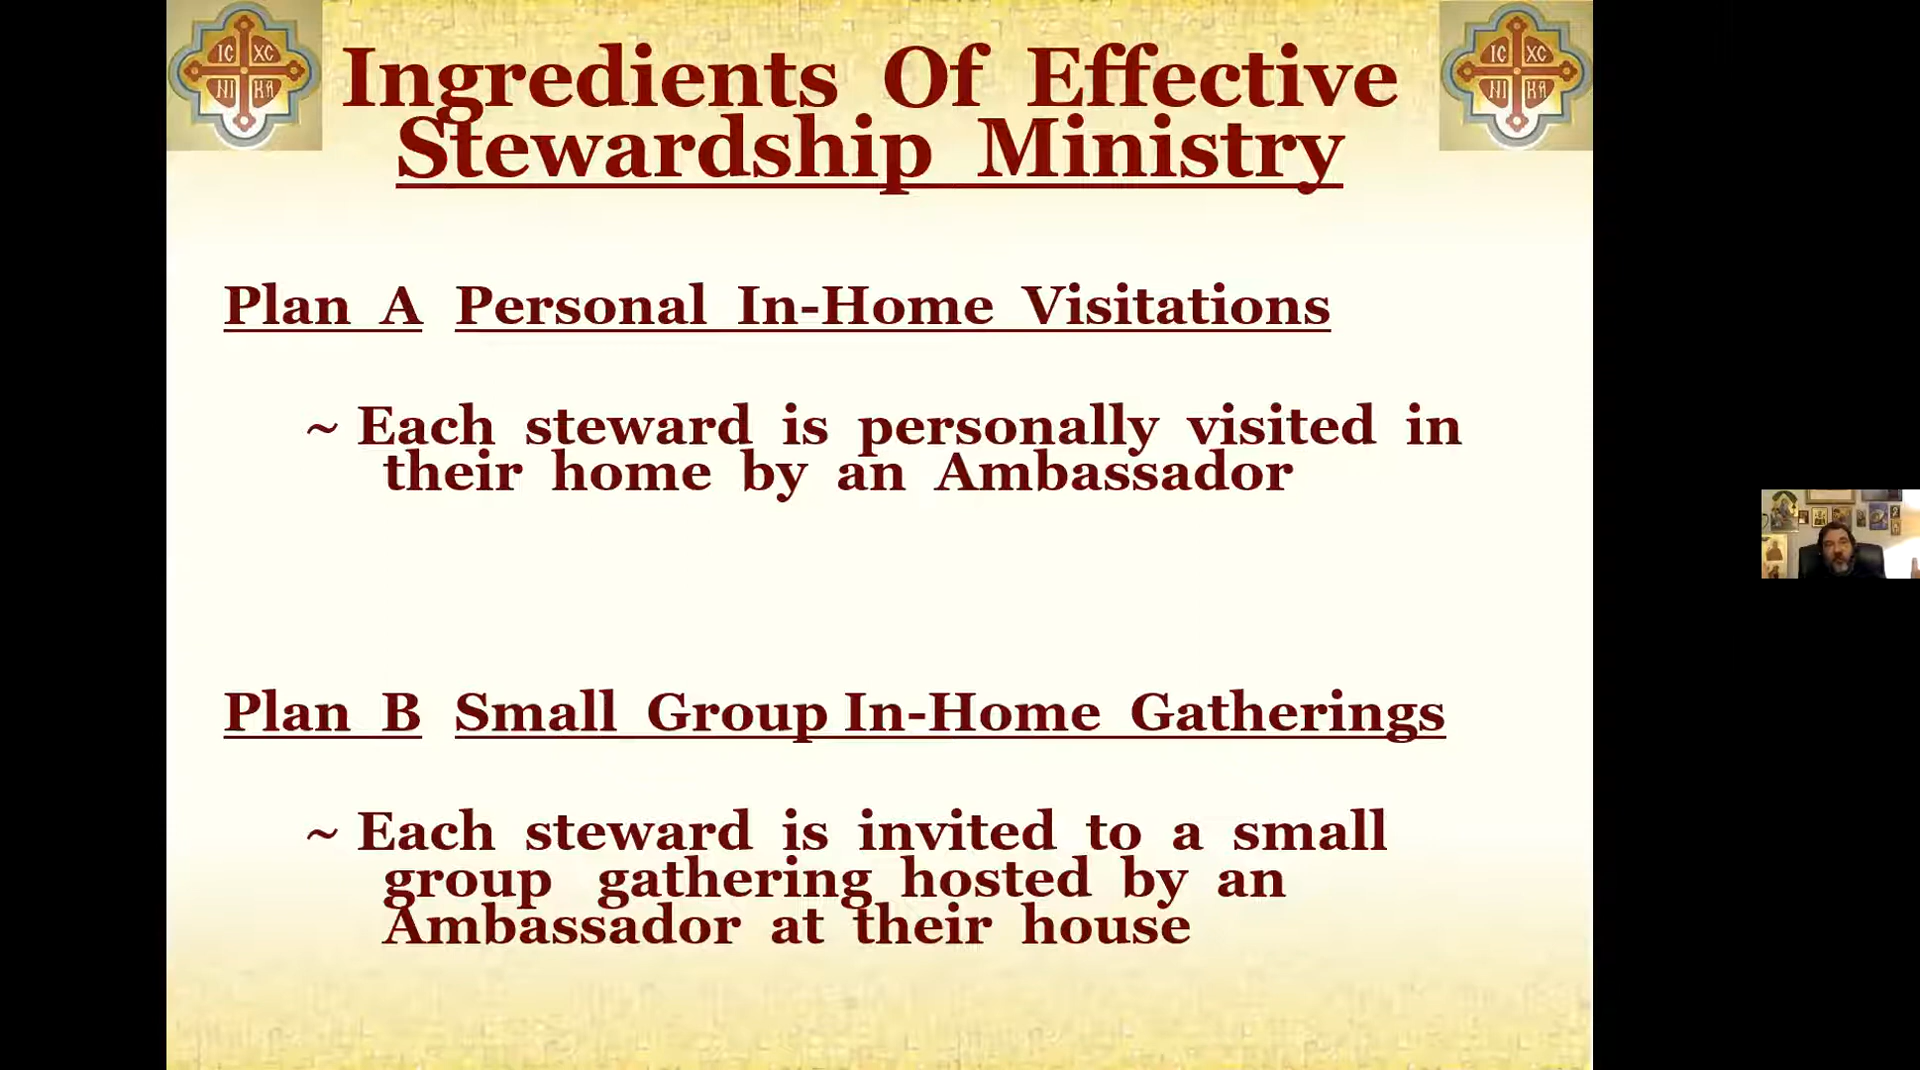 IC XC
NI KA
Ingredients Of Effective
Stewardship Ministry
IC XC
NI KA
Plan A Personal In-Home Visitations
~ Each steward is personally visited in
their home by an Ambassador
Plan B Small Group In-Home Gatherings
~ Each steward is invited to a small
group gathering hosted by an
Ambassador at their house